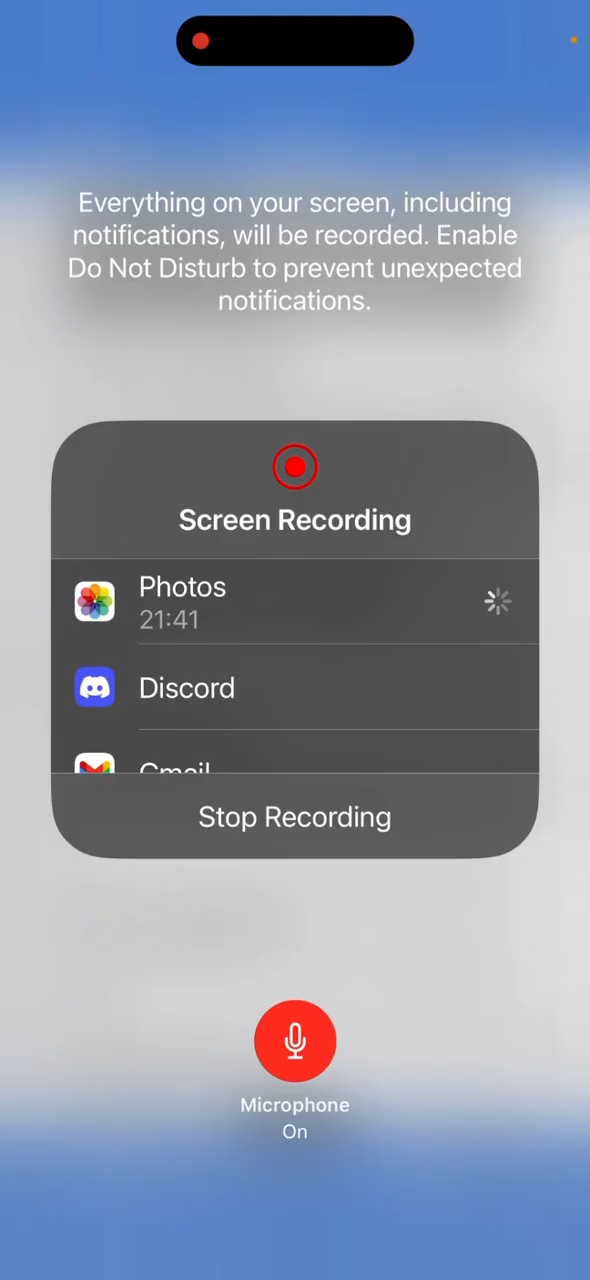 Everything on your screen, including
notifications, will be recorded. Enable
Do Not Disturb to prevent unexpected
notifications.
Screen Recording
Photos
21:41
Discord
Gmail
Stop Recording
Microphone
On